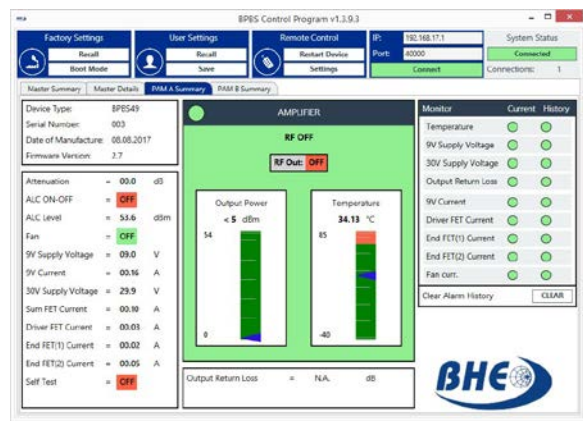 BPBS Control Program v1.3.9.3
Factory Settings
Recall
Boot Mode
User Settings
Recall
Save
Remote Control
Restart Device
Settings
IP: 192.168.17.1
Port: 40000
Connect
System Status
Connected
Connections: 1
Master Summary Master Details PAM A Summary PAM B Summary
Device Type: BPBS49
Serial Number: 003
Date of Manufacture: 08.08.2017
Firmware Version: 2.7
Attenuation = 00.0 dB
ALC ON-OFF = OFF
ALC Level = 53.6 dBm
Fan = OFF
9V Supply Voltage = 09.0 V
9V Current = 00.16 A
30V Supply Voltage = 29.9 V
Sum FET Current = 00.10 A
Driver FET Current = 00.03 A
End FET(1) Current = 00.02 A
End FET(2) Current = 00.05 A
Self Test = OFF
AMPLIFIER
RF OFF
RF Out: OFF
Output Power
< 5 dBm
54
0
Temperature
34.13 °C
85
-40
Output Return Loss = N.A. dB
Monitor Current History
Temperature
9V Supply Voltage
30V Supply Voltage
Output Return Loss
9V Current
Driver FET Current
End FET(1) Current
End FET(2) Current
Fan curr.
Clear Alarm History CLEAR
BHE